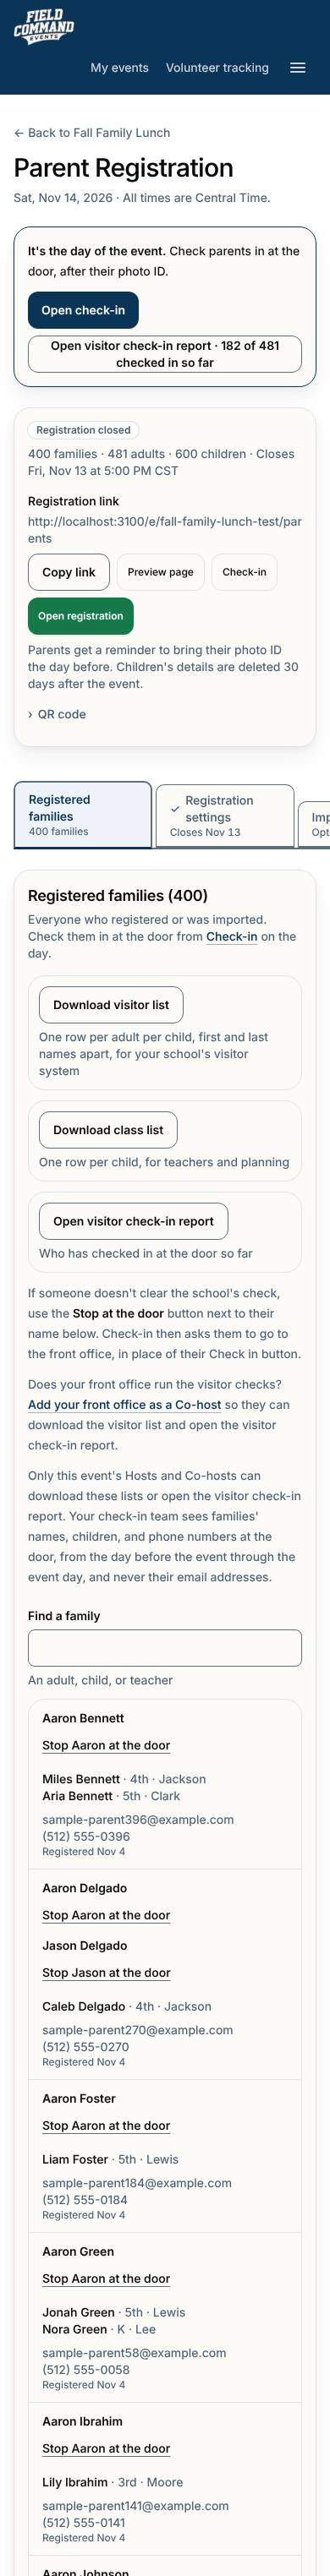 FIELD
COMMAND
EVENTS
My events Volunteer tracking
← Back to Fall Family Lunch
Parent Registration
Sat, Nov 14, 2026 · All times are Central Time.
It's the day of the event. Check parents in at the
door, after their photo ID.
Open check-in
Open visitor check-in report · 182 of 481
checked in so far
Registration closed
400 families · 481 adults · 600 children · Closes
Fri, Nov 13 at 5:00 PM CST
Registration link
http://localhost:3100/e/fall-family-lunch-test/par
ents
Copy link Preview page Check-in
Open registration
Parents get a reminder to bring their photo ID
the day before. Children's details are deleted 30
days after the event.
› QR code
Registered
families
400 families
✓ Registration
settings
Closes Nov 13
Imp
Opt
Registered families (400)
Everyone who registered or was imported.
Check them in at the door from Check-in on the
day.
Download visitor list
One row per adult per child, first and last
names apart, for your school's visitor
system
Download class list
One row per child, for teachers and planning
Open visitor check-in report
Who has checked in at the door so far
If someone doesn't clear the school's check,
use the Stop at the door button next to their
name below. Check-in then asks them to go to
the front office, in place of their Check in button.
Does your front office run the visitor checks?
Add your front office as a Co-host so they can
download the visitor list and open the visitor
check-in report.
Only this event's Hosts and Co-hosts can
download these lists or open the visitor check-in
report. Your check-in team sees families'
names, children, and phone numbers at the
door, from the day before the event through the
event day, and never their email addresses.
Find a family
An adult, child, or teacher
Aaron Bennett
Stop Aaron at the door
Miles Bennett · 4th · Jackson
Aria Bennett · 5th · Clark
sample-parent396@example.com
(512) 555-0396
Registered Nov 4
Aaron Delgado
Stop Aaron at the door
Jason Delgado
Stop Jason at the door
Caleb Delgado · 4th · Jackson
sample-parent270@example.com
(512) 555-0270
Registered Nov 4
Aaron Foster
Stop Aaron at the door
Liam Foster · 5th · Lewis
sample-parent184@example.com
(512) 555-0184
Registered Nov 4
Aaron Green
Stop Aaron at the door
Jonah Green · 5th · Lewis
Nora Green · K · Lee
sample-parent58@example.com
(512) 555-0058
Registered Nov 4
Aaron Ibrahim
Stop Aaron at the door
Lily Ibrahim · 3rd · Moore
sample-parent141@example.com
(512) 555-0141
Registered Nov 4
Aaron Johnson